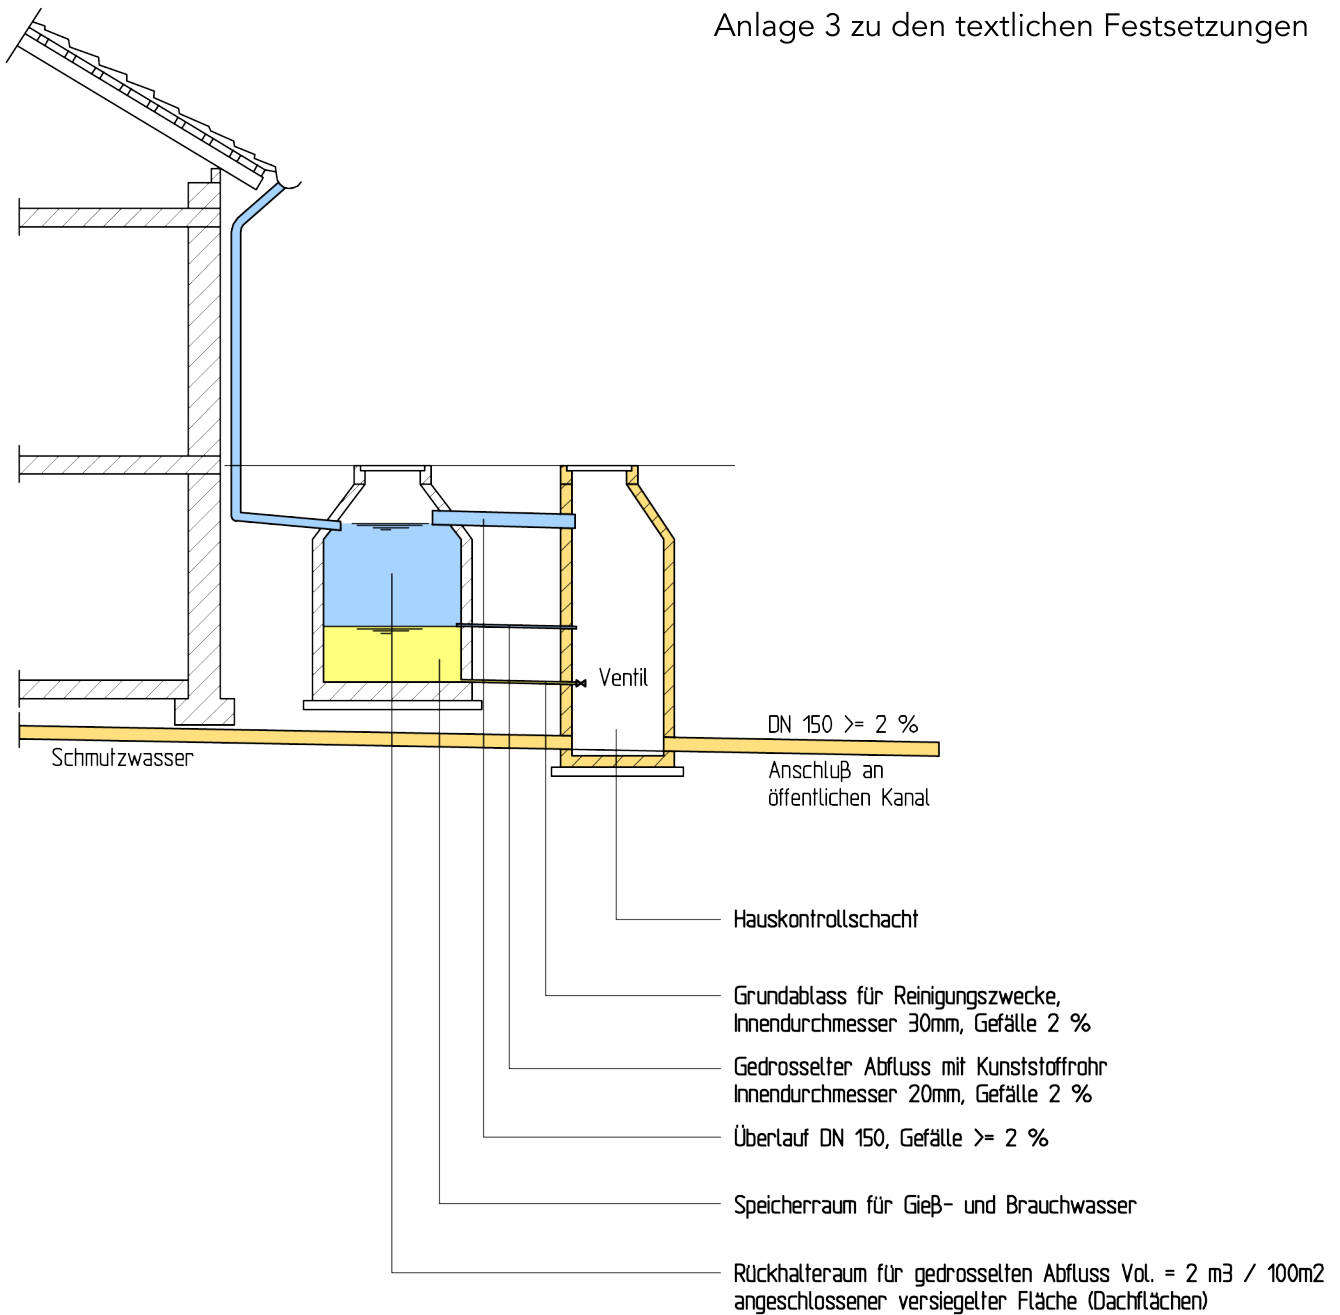 Anlage 3 zu den textlichen Festsetzungen
Ventil
DN 150 >= 2 %
Schmutzwasser
Anschluß an
öffentlichen Kanal
Hauskontrollschacht
Grundablass für Reinigungszwecke,
Innendurchmesser 30mm, Gefälle 2 %
Gedrosselter Abfluss mit Kunststoffrohr
Innendurchmesser 20mm, Gefälle 2 %
Überlauf DN 150, Gefälle >= 2 %
Speicherraum für Gieß- und Brauchwasser
Rückhalteraum für gedrosselten Abfluss Vol. = 2 m3 / 100m2
angeschlossener versiegelter Fläche (Dachflächen)